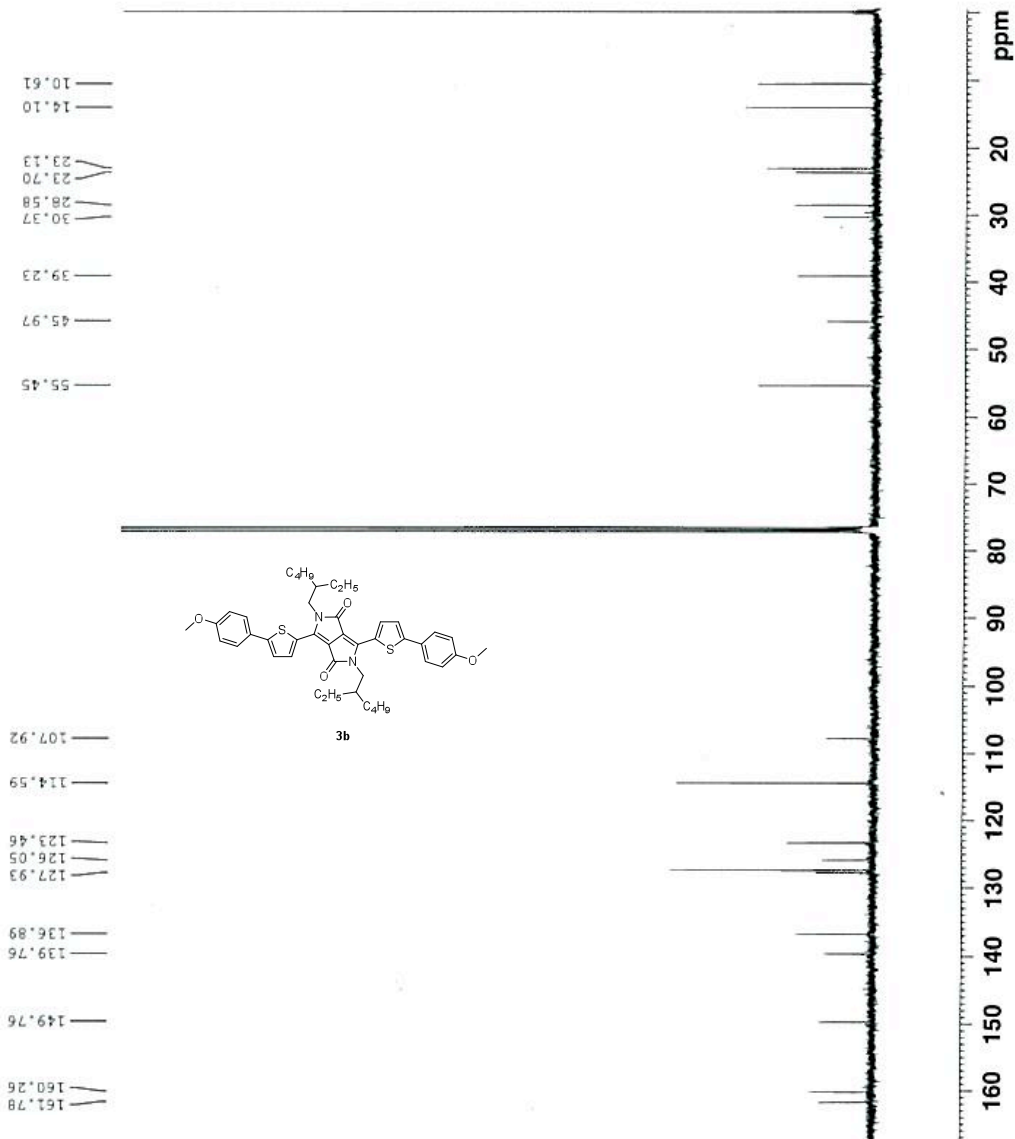 10.61
14.10
23.13
23.70
28.58
30.37
39.23
45.97
55.45
107.92
114.59
123.46
126.05
127.93
136.89
139.76
149.76
160.26
161.78
C₄H₉
C₂H₅
N
O
O
S
S
O
O
N
C₂H₅
C₄H₉
3b
ppm
20
30
40
50
60
70
80
90
100
110
120
130
140
150
160